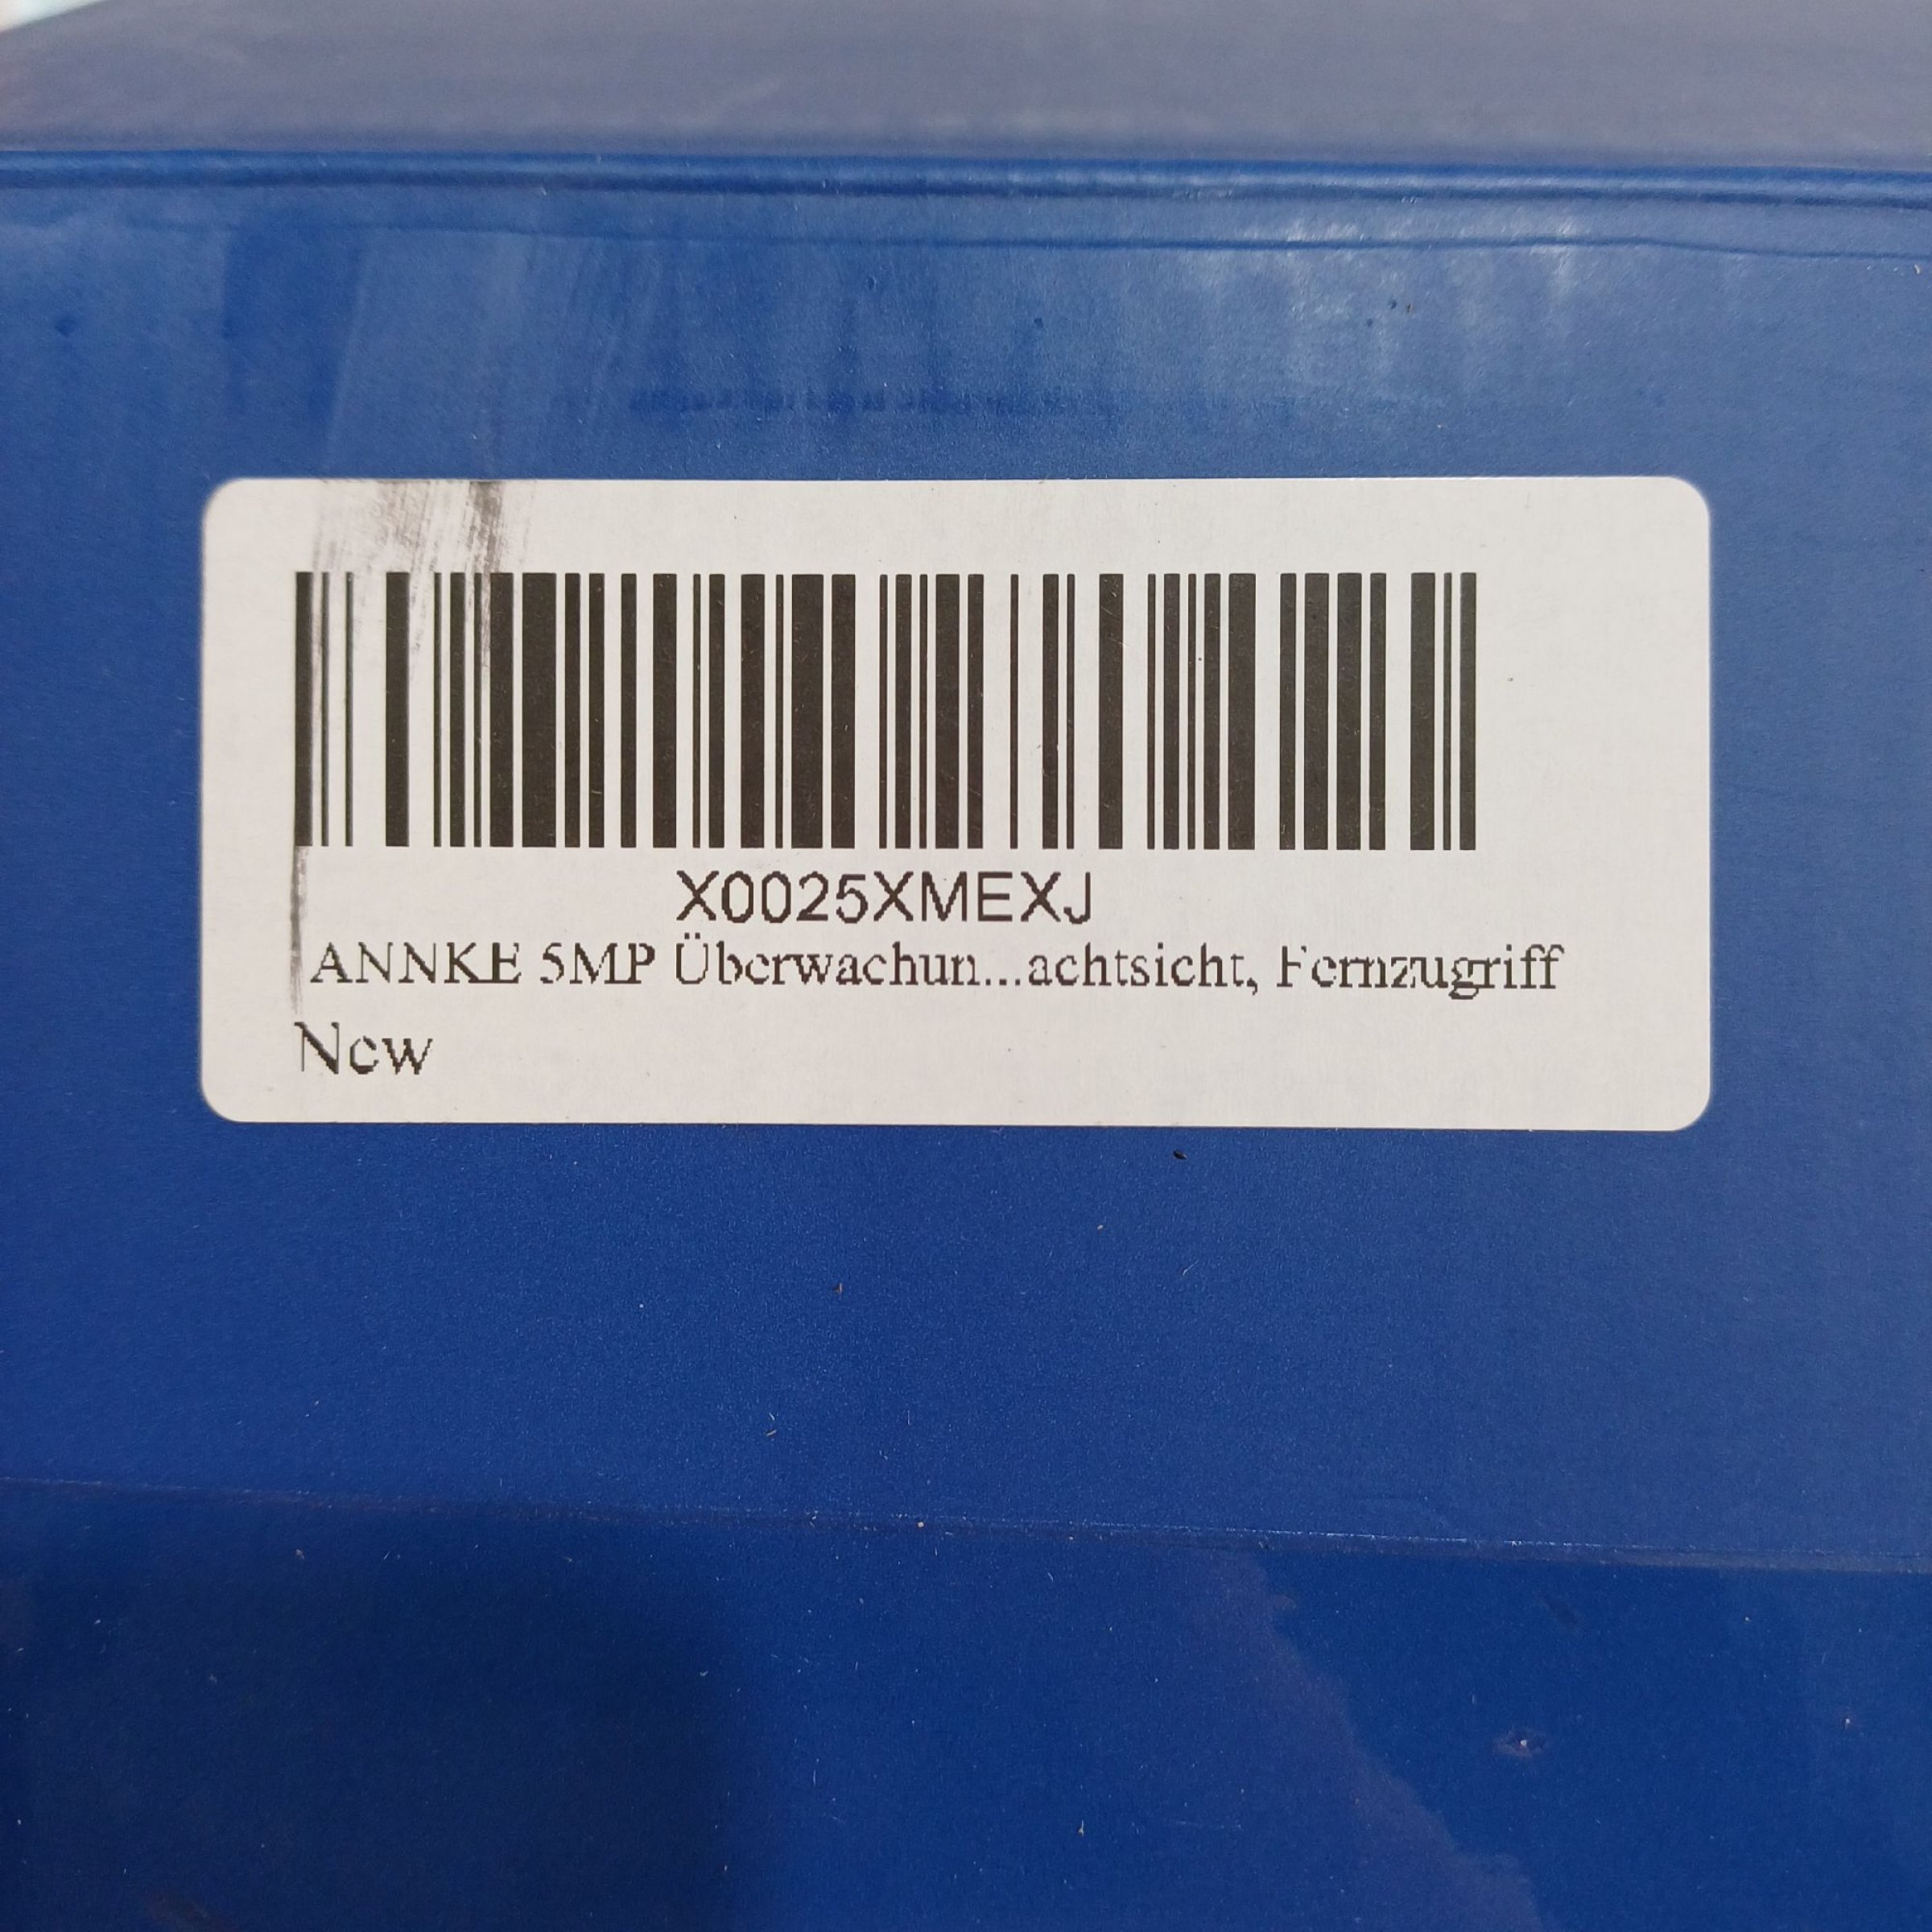 X0025XMEXJ
ANNKE 5MP Überwachun...achtsicht, Fernzugriff
New